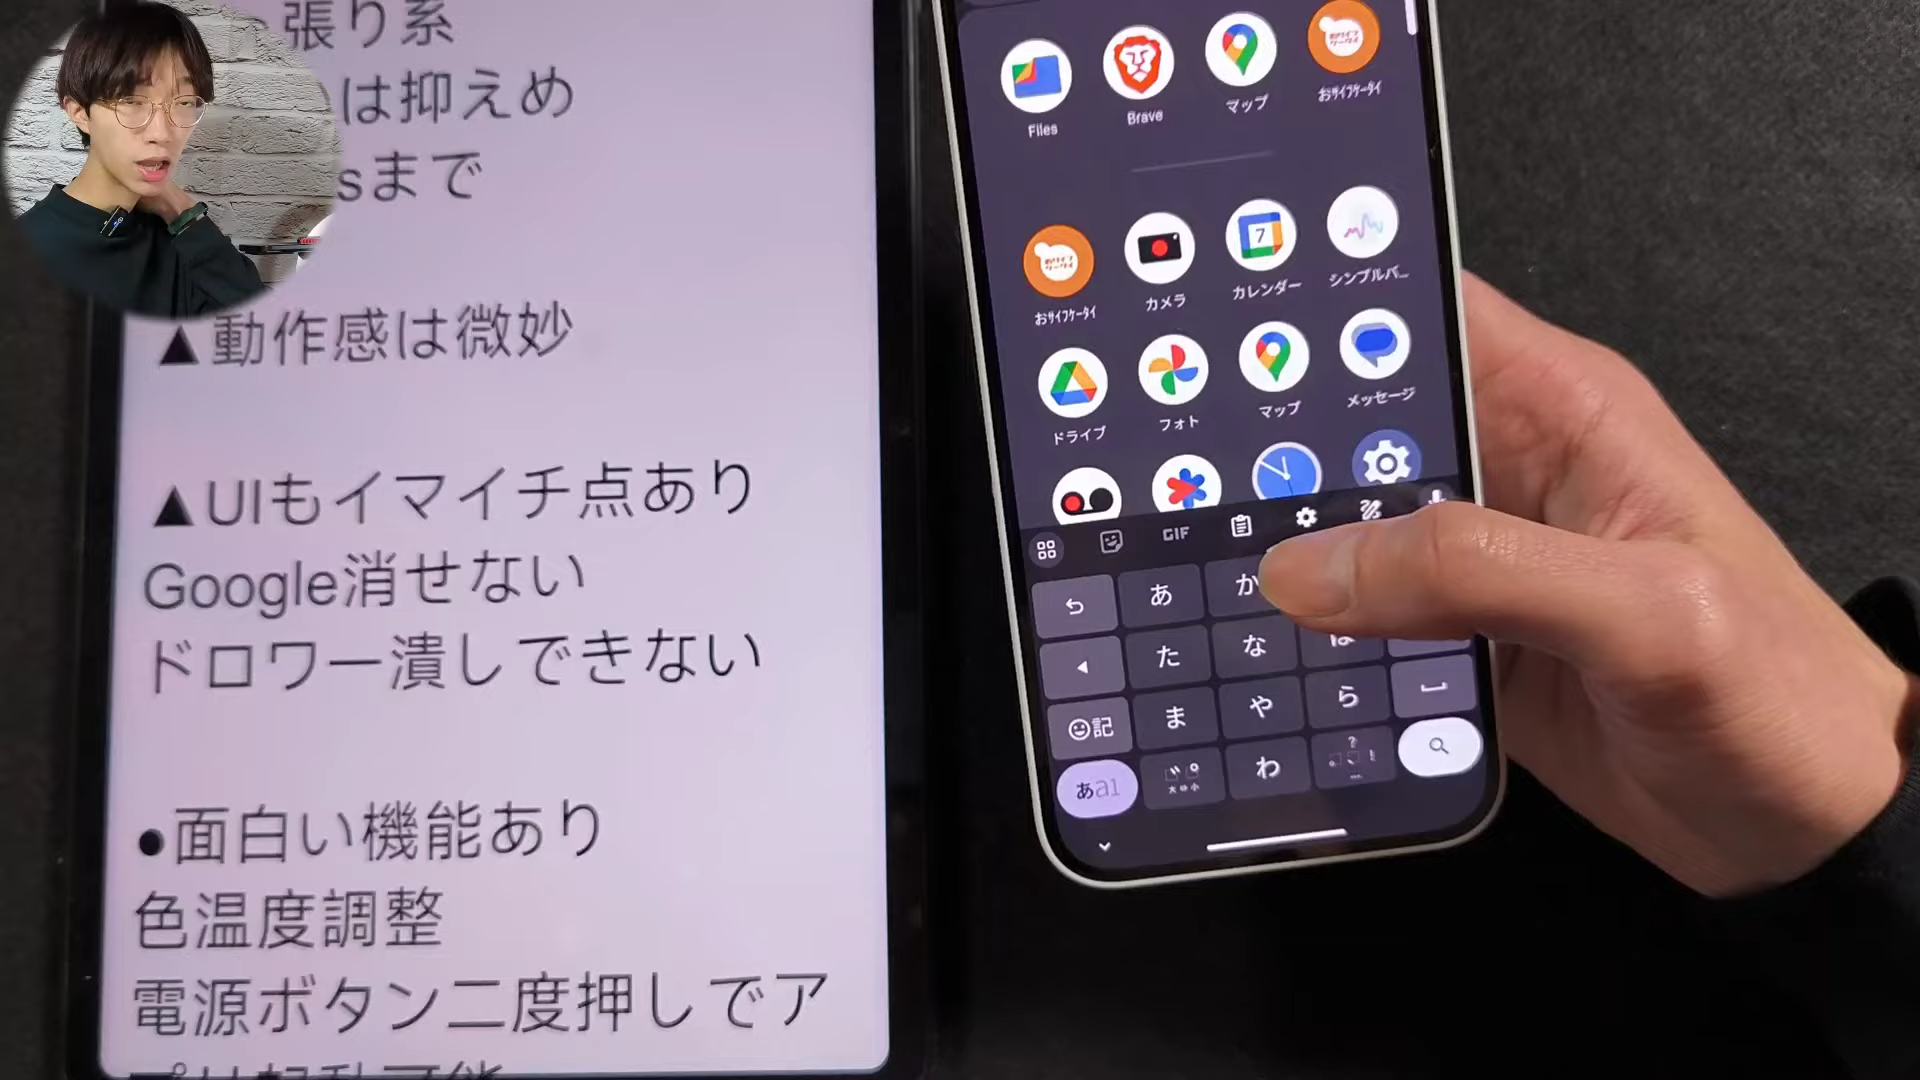 張り系
は抑えめ
sまで
▲動作感は微妙
▲UIもイマイチ点あり
Google消せない
ドロワー潰しできない
●面白い機能あり
色温度調整
電源ボタン二度押しでア
Files
Brave
マップ
おサイフケータイ
おサイフケータイ
カメラ
7
カレンダー
シンプルバ...
ドライブ
フォト
マップ
メッセージ
GIF
あ
か
た
な
は
記
ま
や
ら
あa1
大⇔小
わ